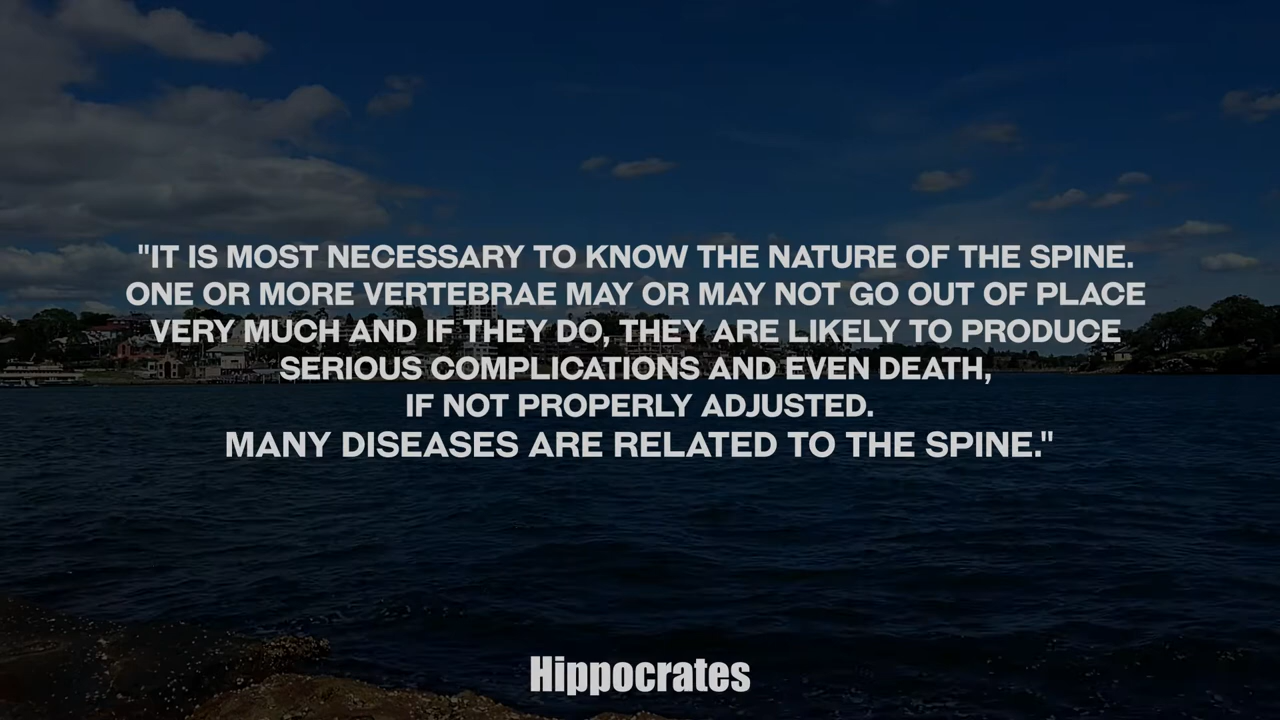 "IT IS MOST NECESSARY TO KNOW THE NATURE OF THE SPINE.
ONE OR MORE VERTEBRAE MAY OR MAY NOT GO OUT OF PLACE
VERY MUCH AND IF THEY DO, THEY ARE LIKELY TO PRODUCE
SERIOUS COMPLICATIONS AND EVEN DEATH,
IF NOT PROPERLY ADJUSTED.
MANY DISEASES ARE RELATED TO THE SPINE."
Hippocrates